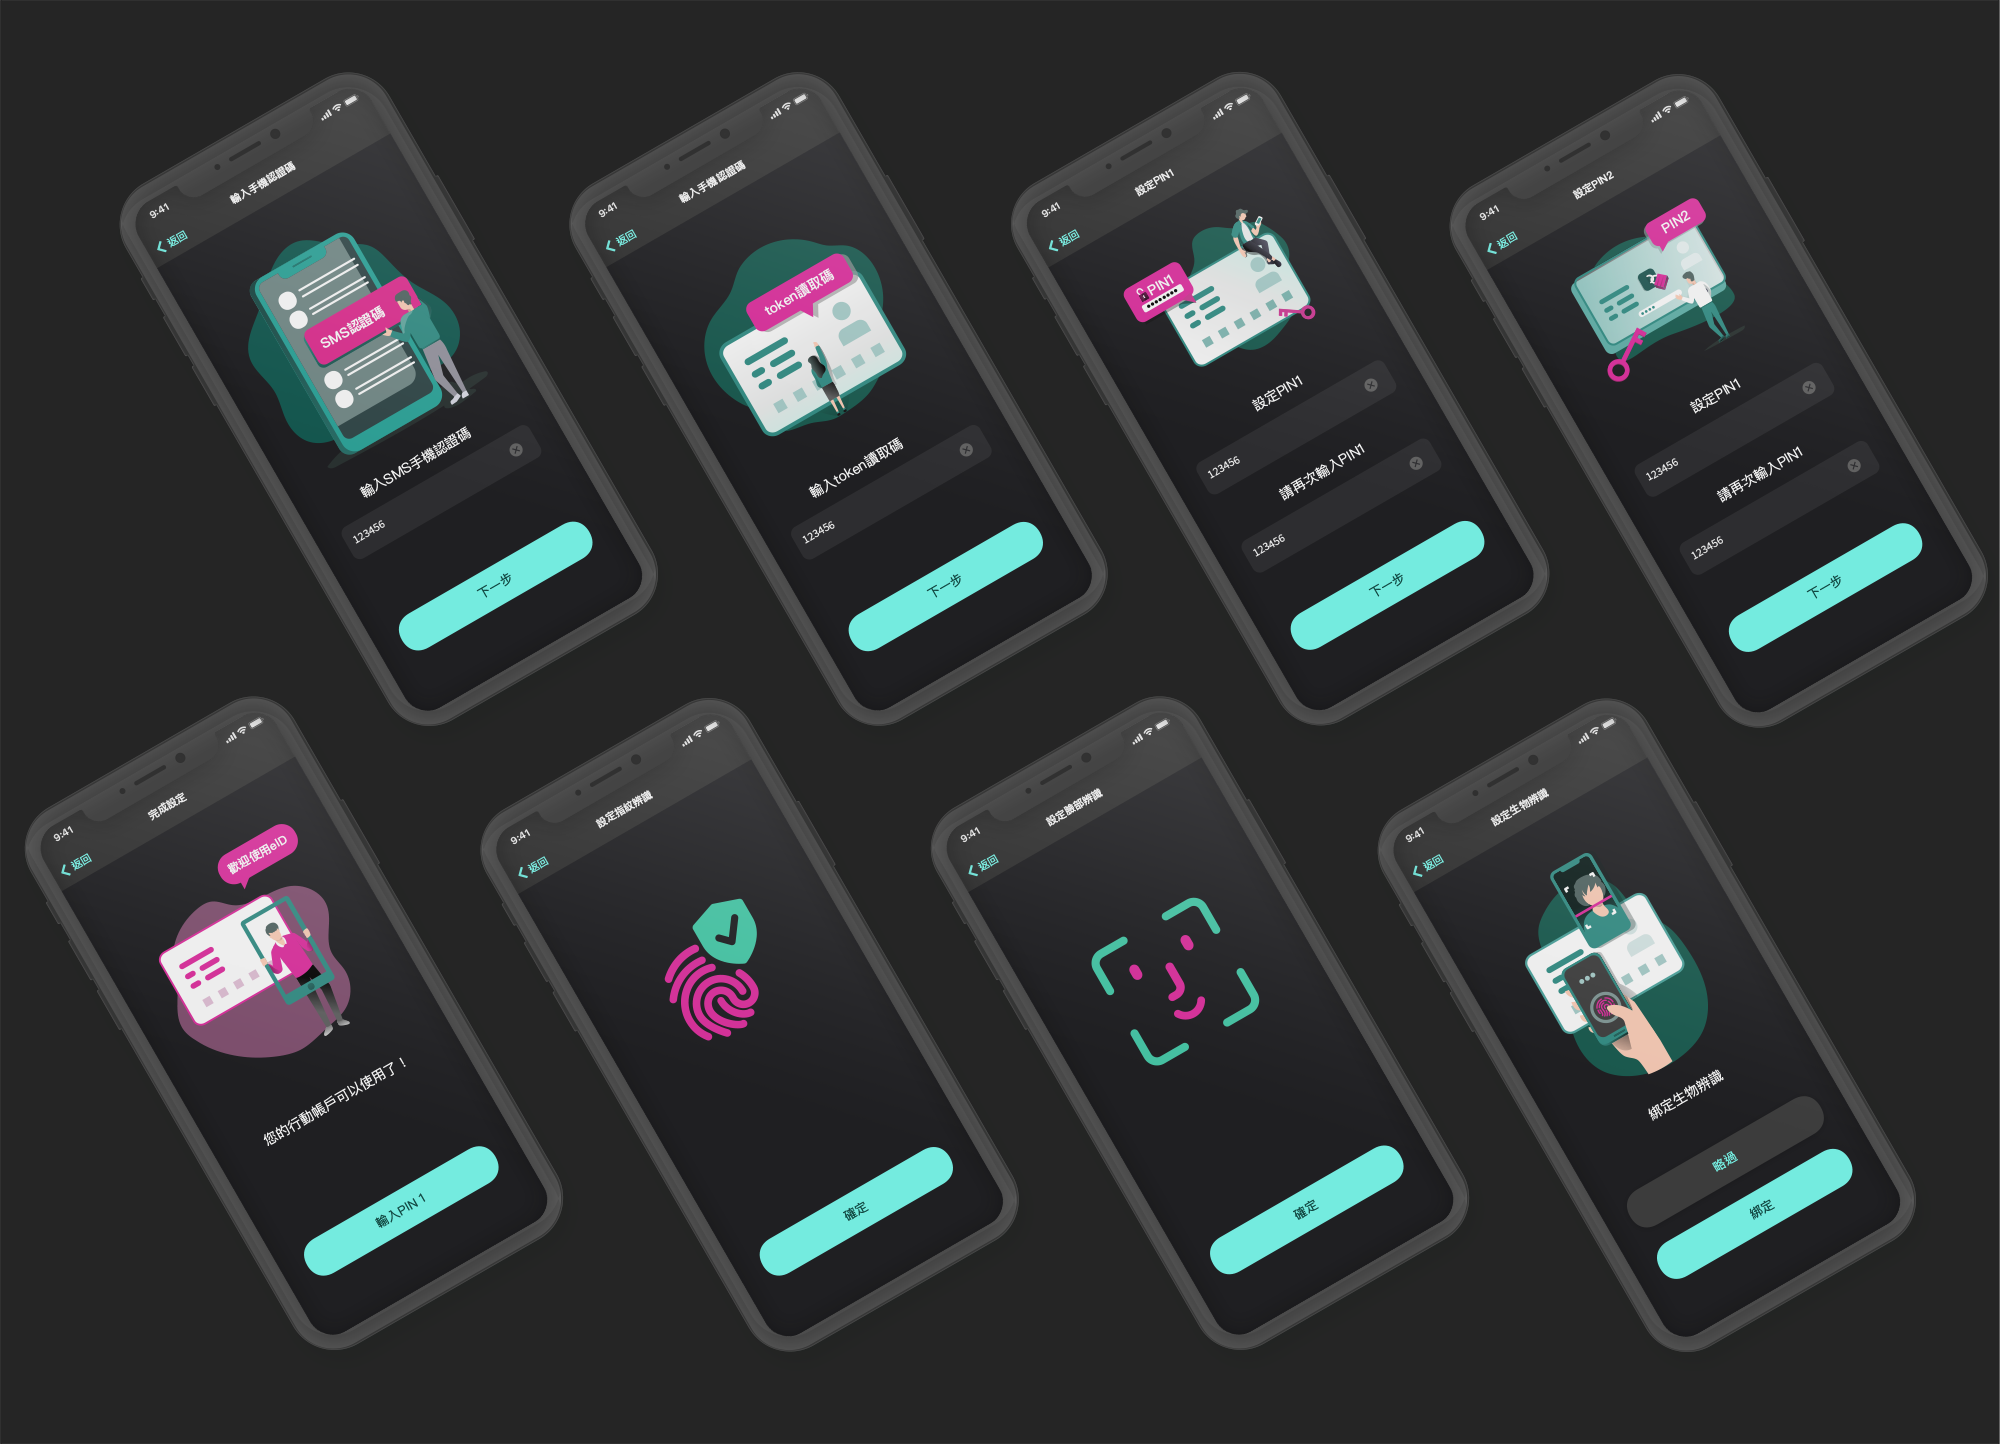 9:41
輸入手機認證碼
返回
SMS認證碼
輸入SMS手機認證碼
123456
下一步
9:41
輸入手機認證碼
返回
token讀取碼
輸入token讀取碼
123456
下一步
9:41
設定PIN1
返回
PIN1
設定PIN1
123456
請再次輸入PIN1
123456
下一步
9:41
設定PIN2
返回
PIN2
設定PIN1
123456
請再次輸入PIN1
123456
下一步
9:41
完成設定
返回
歡迎使用eID
您的行動帳戶可以使用了！
輸入PIN 1
9:41
設定指紋辨識
返回
確定
9:41
設定臉部辨識
返回
確定
9:41
設定生物辨識
返回
綁定生物辨識
略過
綁定